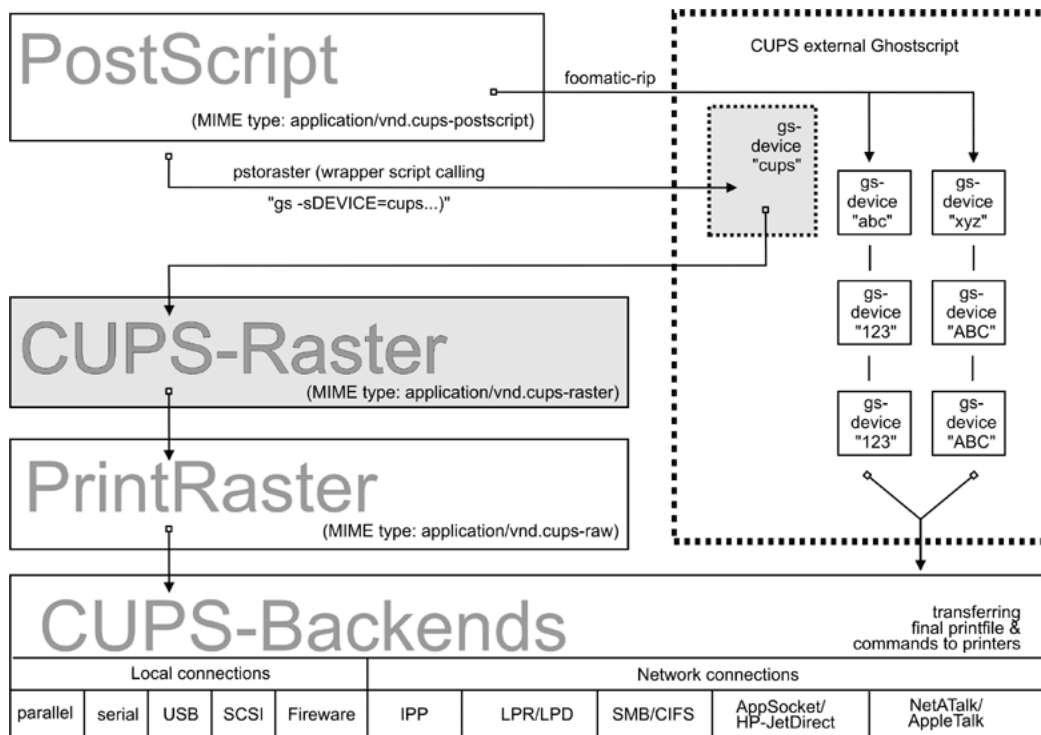 PostScript
(MIME type: application/vnd.cups-postscript)
CUPS external Ghostscript
foomatic-rip
gs-
device
"cups"
pstoraster (wrapper script calling
"gs -sDEVICE=cups...)"
gs-
device
"abc"
gs-
device
"xyz"
gs-
device
"123"
gs-
device
"ABC"
gs-
device
"123"
gs-
device
"ABC"
CUPS-Raster
(MIME type: application/vnd.cups-raster)
PrintRaster
(MIME type: application/vnd.cups-raw)
CUPS-Backends
transferring
final printfile &
commands to printers
Local connections
Network connections
parallel
serial
USB
SCSI
Fireware
IPP
LPR/LPD
SMB/CIFS
AppSocket/
HP-JetDirect
NetATalk/
AppleTalk